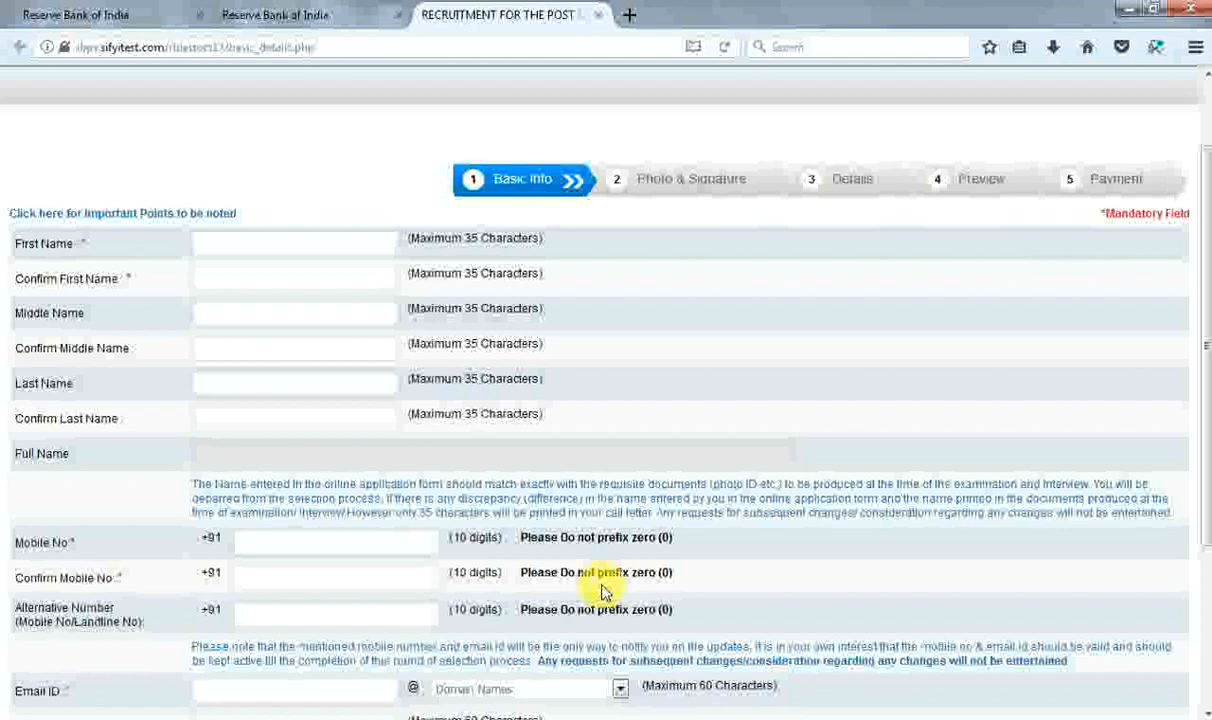 Reserve Bank of India
Reserve Bank of India
RECRUITMENT FOR THE POST
Search
1 Basic Info
2 Photo & Signature
3 Details
4 Preview
5 Payment
Click here for Important Points to be noted
*Mandatory Field
First Name *
(Maximum 35 Characters)
Confirm First Name *
(Maximum 35 Characters)
Middle Name
(Maximum 35 Characters)
Confirm Middle Name
(Maximum 35 Characters)
Last Name
(Maximum 35 Characters)
Confirm Last Name
(Maximum 35 Characters)
Full Name
The Name entered in the online application form should match exactly with the requisite documents (photo ID etc.) to be produced at the time of the examination and Interview. You will be
debarred from the selection process, if there is any discrepancy (difference) in the name entered by you in the online application form and the name printed in the documents produced at the
time of examination/ Interview. However only 35 characters will be printed in your call letter. Any requests for subsequent changes/ consideration regarding any changes will not be entertained.
Mobile No *
+91
(10 digits) Please Do not prefix zero (0)
Confirm Mobile No *
+91
(10 digits) Please Do not prefix zero (0)
Alternative Number
(Mobile No/Landline No):
+91
(10 digits) Please Do not prefix zero (0)
Please note that the mentioned mobile number and email id will be the only way to notify you on the updates. It is in your own interest that the mobile no & email id should be valid and should
be kept active till the completion of this round of selection process. Any requests for subsequent changes/consideration regarding any changes will not be entertained
Email ID *
@
Domain Names
(Maximum 60 Characters)